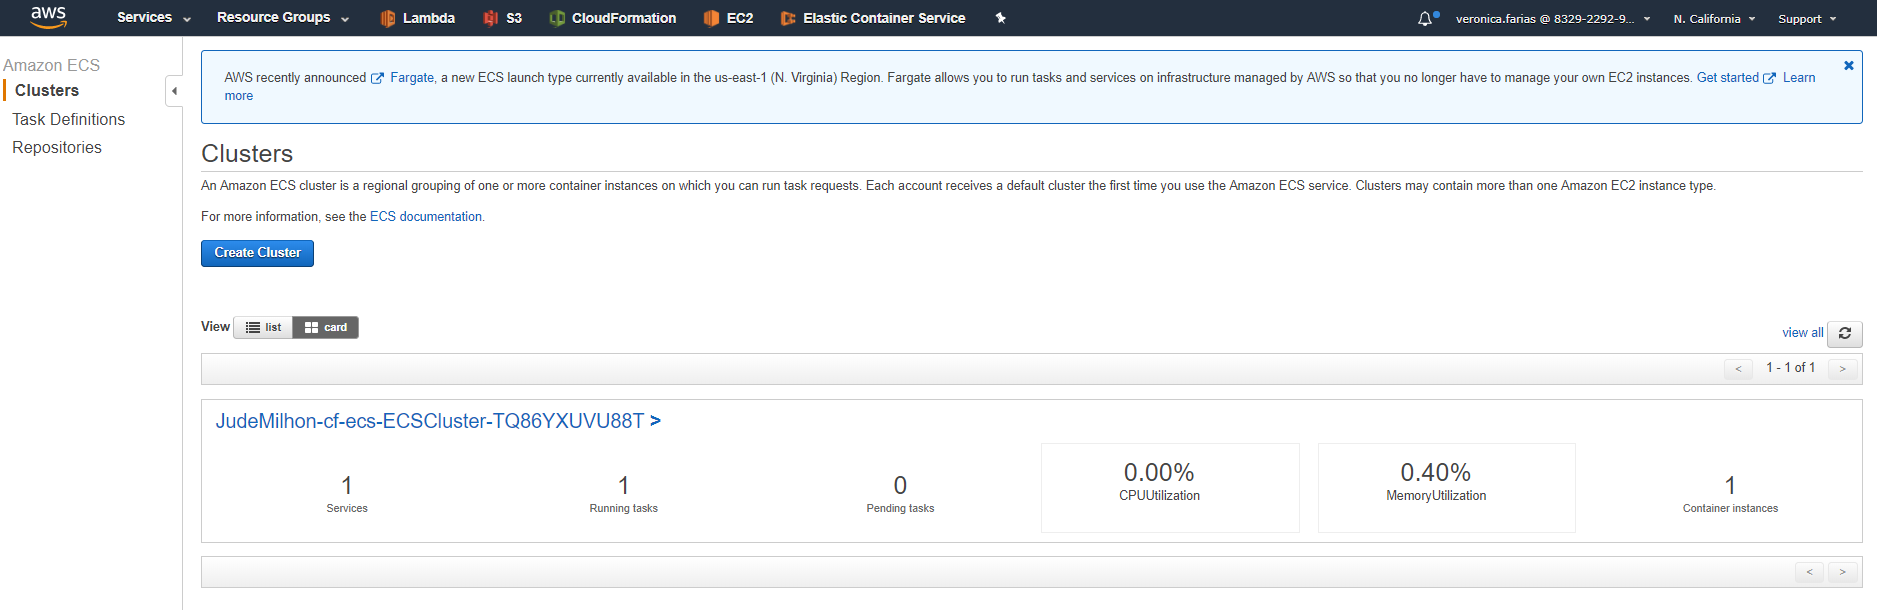 aws Services Resource Groups Lambda S3 CloudFormation EC2 Elastic Container Service veronica.farias @ 8329-2292-9... N. California Support
Amazon ECS
Clusters
Task Definitions
Repositories
AWS recently announced Fargate, a new ECS launch type currently available in the us-east-1 (N. Virginia) Region. Fargate allows you to run tasks and services on infrastructure managed by AWS so that you no longer have to manage your own EC2 instances. Get started Learn
more
Clusters
An Amazon ECS cluster is a regional grouping of one or more container instances on which you can run task requests. Each account receives a default cluster the first time you use the Amazon ECS service. Clusters may contain more than one Amazon EC2 instance type.
For more information, see the ECS documentation.
Create Cluster
View list card
view all
< 1 - 1 of 1 >
JudeMilhon-cf-ecs-ECSCluster-TQ86YXUVU88T >
1 1 0 0.00% 0.40% 1
Services Running tasks Pending tasks CPUUtilization MemoryUtilization Container instances
< >